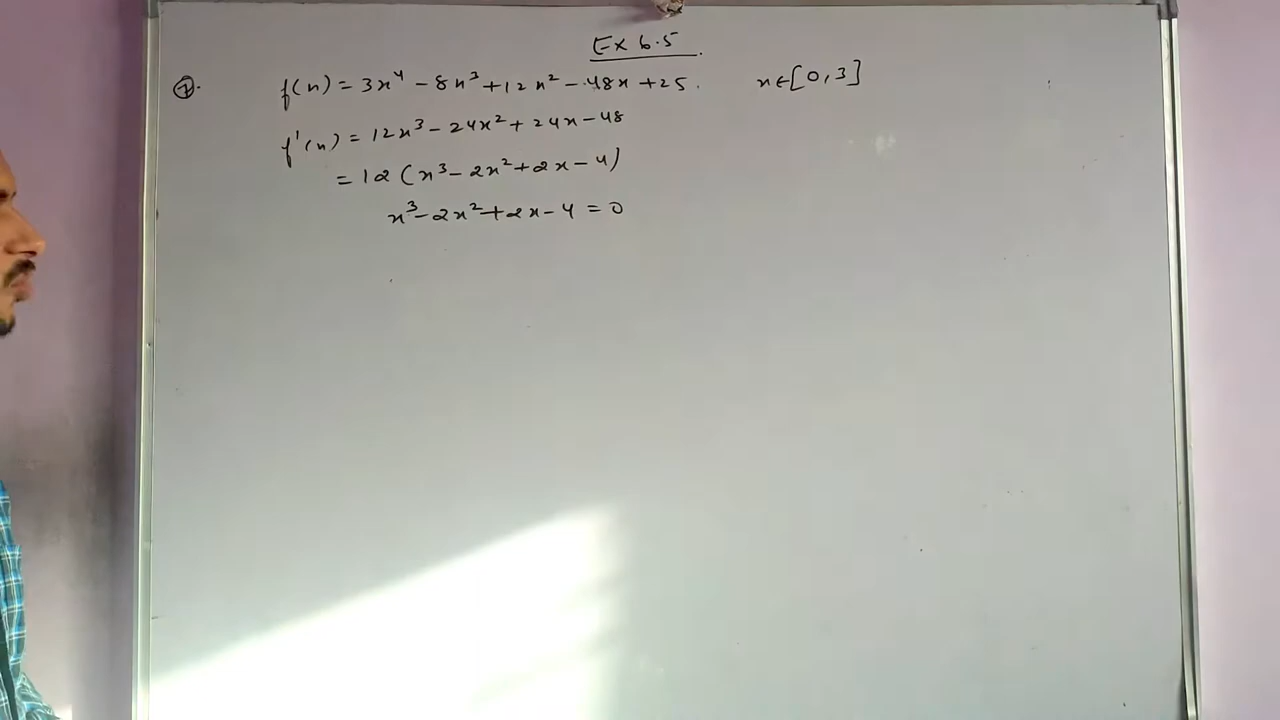 Ex 6.5
7. f(x) = 3x⁴ - 8x³ + 12x² - 48x + 25. x∈[0,3]
f'(x) = 12x³ - 24x² + 24x - 48
= 12(x³ - 2x² + 2x - 4)
x³ - 2x² + 2x - 4 = 0